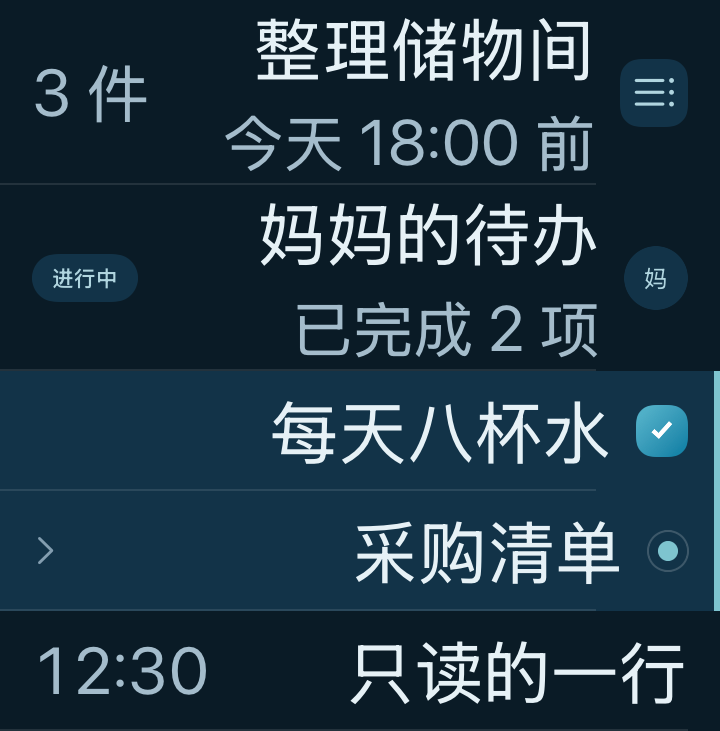 整理储物间
3 件
今天 18:00 前
妈妈的待办
进行中
妈
已完成 2 项
每天八杯水
采购清单
只读的一行
12:30